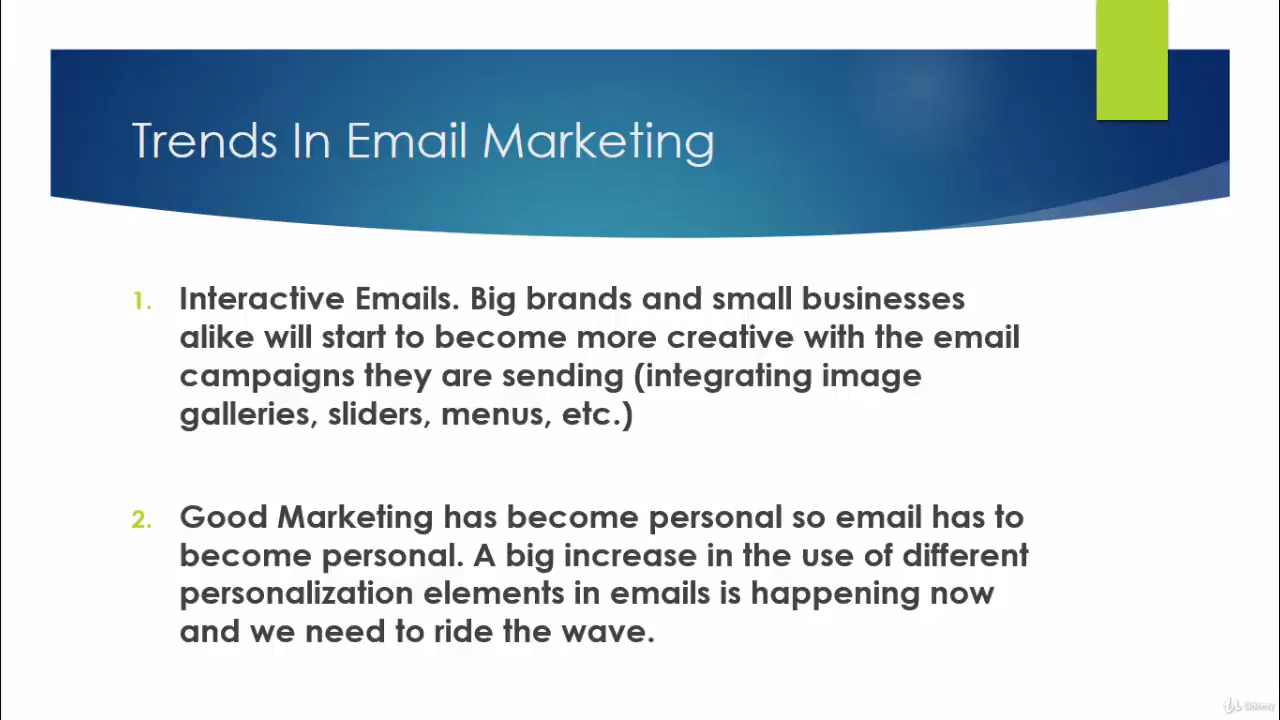 Trends In Email Marketing
1. Interactive Emails. Big brands and small businesses
alike will start to become more creative with the email
campaigns they are sending (integrating image
galleries, sliders, menus, etc.)
2. Good Marketing has become personal so email has to
become personal. A big increase in the use of different
personalization elements in emails is happening now
and we need to ride the wave.
Udemy